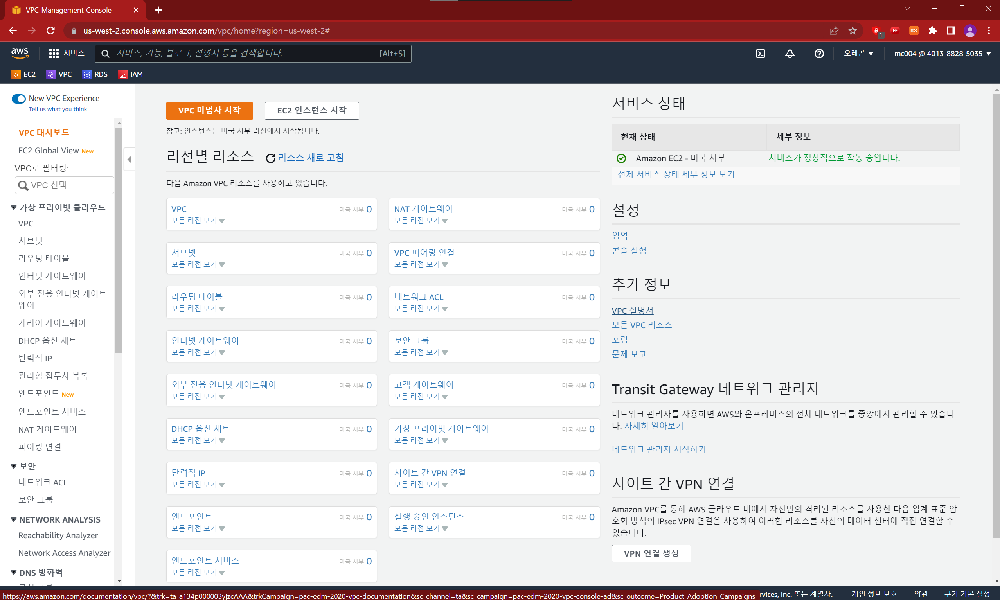 VPC Management Console
us-west-2.console.aws.amazon.com/vpc/home?region=us-west-2#
EX
1
aws
서비스
서비스, 기능, 블로그, 설명서 등을 검색합니다.
[Alt+S]
오레곤
mc004 @ 4013-8828-5035
EC2
VPC
RDS
IAM
New VPC Experience
Tell us what you think
VPC 대시보드
EC2 Global View New
VPC로 필터링:
VPC 선택
가상 프라이빗 클라우드
VPC
서브넷
라우팅 테이블
인터넷 게이트웨이
외부 전용 인터넷 게이트
웨이
캐리어 게이트웨이
DHCP 옵션 세트
탄력적 IP
관리형 접두사 목록
엔드포인트 New
엔드포인트 서비스
NAT 게이트웨이
피어링 연결
보안
네트워크 ACL
보안 그룹
NETWORK ANALYSIS
Reachability Analyzer
Network Access Analyzer
DNS 방화벽
VPC 마법사 시작
EC2 인스턴스 시작
참고: 인스턴스는 미국 서부 리전에서 시작됩니다.
리전별 리소스
리소스 새로 고침
다음 Amazon VPC 리소스를 사용하고 있습니다.
VPC 미국 서부 0
모든 리전 보기
NAT 게이트웨이 미국 서부 0
모든 리전 보기
서브넷 미국 서부 0
모든 리전 보기
VPC 피어링 연결 미국 서부 0
모든 리전 보기
라우팅 테이블 미국 서부 0
모든 리전 보기
네트워크 ACL 미국 서부 0
모든 리전 보기
인터넷 게이트웨이 미국 서부 0
모든 리전 보기
보안 그룹 미국 서부 0
모든 리전 보기
외부 전용 인터넷 게이트웨이 미국 서부 0
모든 리전 보기
고객 게이트웨이 미국 서부 0
모든 리전 보기
DHCP 옵션 세트 미국 서부 0
모든 리전 보기
가상 프라이빗 게이트웨이 미국 서부 0
모든 리전 보기
탄력적 IP 미국 서부 0
모든 리전 보기
사이트 간 VPN 연결 미국 서부 0
모든 리전 보기
엔드포인트 미국 서부 0
모든 리전 보기
실행 중인 인스턴스 미국 서부 0
모든 리전 보기
엔드포인트 서비스 미국 서부 0
모든 리전 보기
서비스 상태
현재 상태
세부 정보
Amazon EC2 - 미국 서부
서비스가 정상적으로 작동 중입니다.
전체 서비스 상태 세부 정보 보기
설정
영역
콘솔 실험
추가 정보
VPC 설명서
모든 VPC 리소스
포럼
문제 보고
Transit Gateway 네트워크 관리자
네트워크 관리자를 사용하면 AWS와 온프레미스의 전체 네트워크를 중앙에서 관리할 수 있습니
다. 자세히 알아보기
네트워크 관리자 시작하기
사이트 간 VPN 연결
Amazon VPC를 통해 AWS 클라우드 내에서 자신만의 격리된 리소스를 사용한 다음 업계 표준 암
호화 방식의 IPsec VPN 연결을 사용하여 이러한 리소스를 자신의 데이터 센터에 직접 연결할 수
있습니다.
VPN 연결 생성
https://aws.amazon.com/documentation/vpc/?&trk=ta_a134p000003yjzcAAA&trkCampaign=pac-edm-2020-vpc-documentation&sc_channel=ta&sc_campaign=pac-edm-2020-vpc-console-ad&sc_outcome=Product_Adoption_Campaigns
rvices, Inc. 또는 계열사.
개인 정보 보호
약관
쿠키 기본 설정